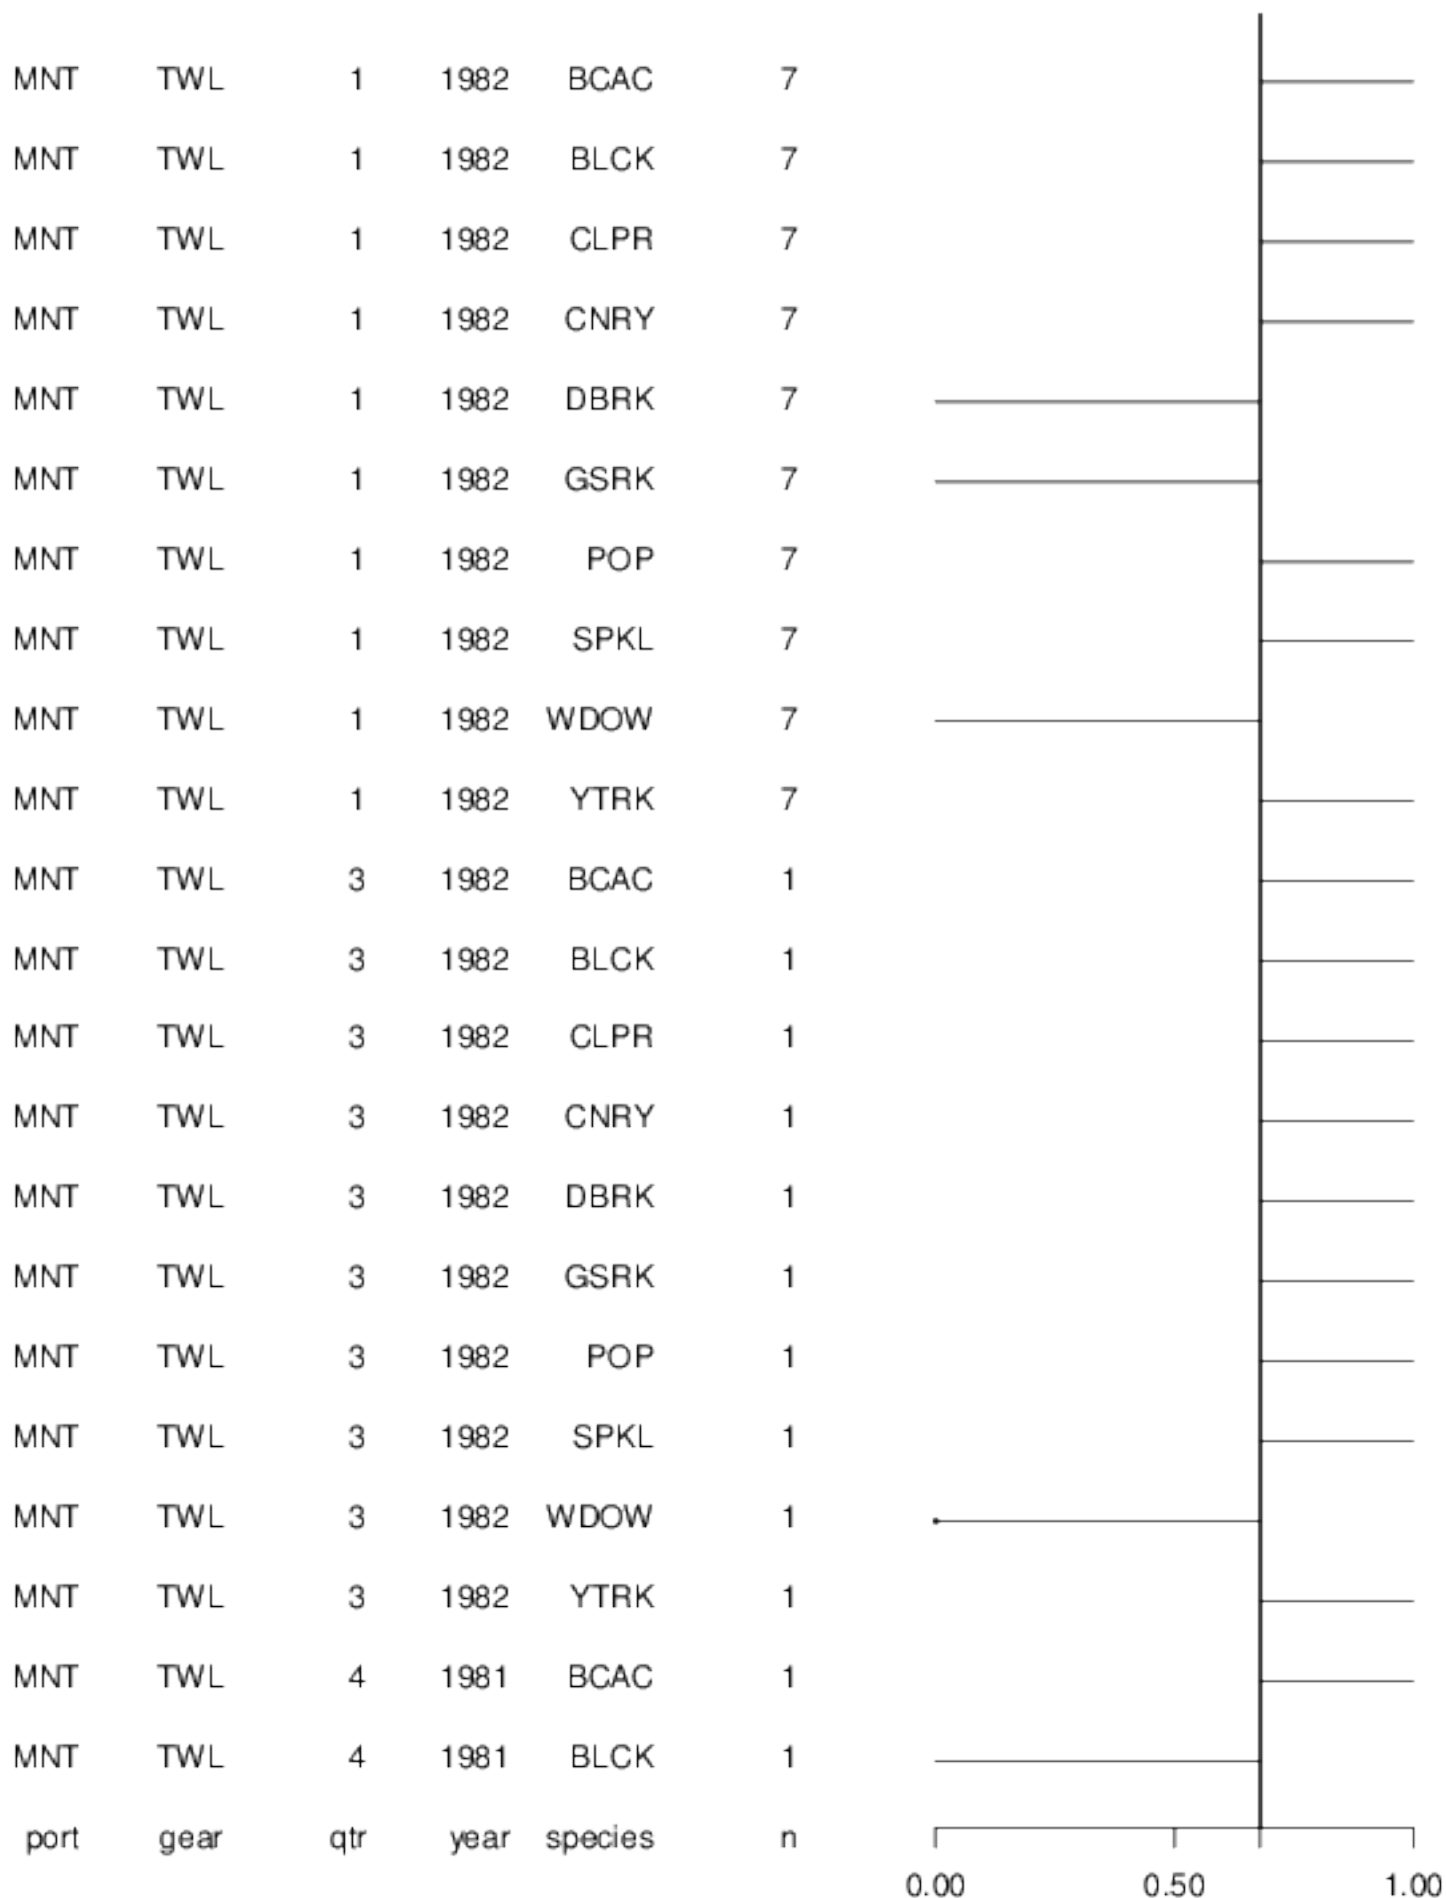 MNT TWL 1 1982 BCAC 7
MNT TWL 1 1982 BLCK 7
MNT TWL 1 1982 CLPR 7
MNT TWL 1 1982 CNRY 7
MNT TWL 1 1982 DBRK 7
MNT TWL 1 1982 GSRK 7
MNT TWL 1 1982 POP 7
MNT TWL 1 1982 SPKL 7
MNT TWL 1 1982 WDOW 7
MNT TWL 1 1982 YTRK 7
MNT TWL 3 1982 BCAC 1
MNT TWL 3 1982 BLCK 1
MNT TWL 3 1982 CLPR 1
MNT TWL 3 1982 CNRY 1
MNT TWL 3 1982 DBRK 1
MNT TWL 3 1982 GSRK 1
MNT TWL 3 1982 POP 1
MNT TWL 3 1982 SPKL 1
MNT TWL 3 1982 WDOW 1
MNT TWL 3 1982 YTRK 1
MNT TWL 4 1981 BCAC 1
MNT TWL 4 1981 BLCK 1
port gear qtr year species n
0.00 0.50 1.00